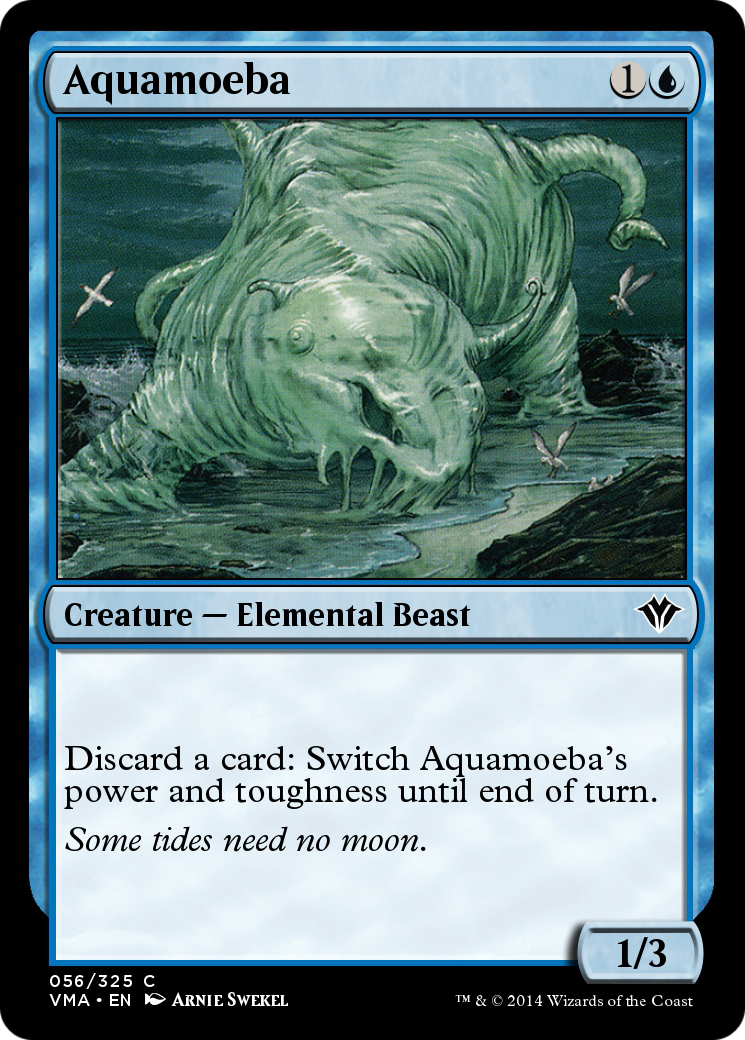 Aquamoeba 1
Creature — Elemental Beast
Discard a card: Switch Aquamoeba's
power and toughness until end of turn.
Some tides need no moon.
1/3
056/325 C
VMA • EN Arnie Swekel
™ & © 2014 Wizards of the Coast